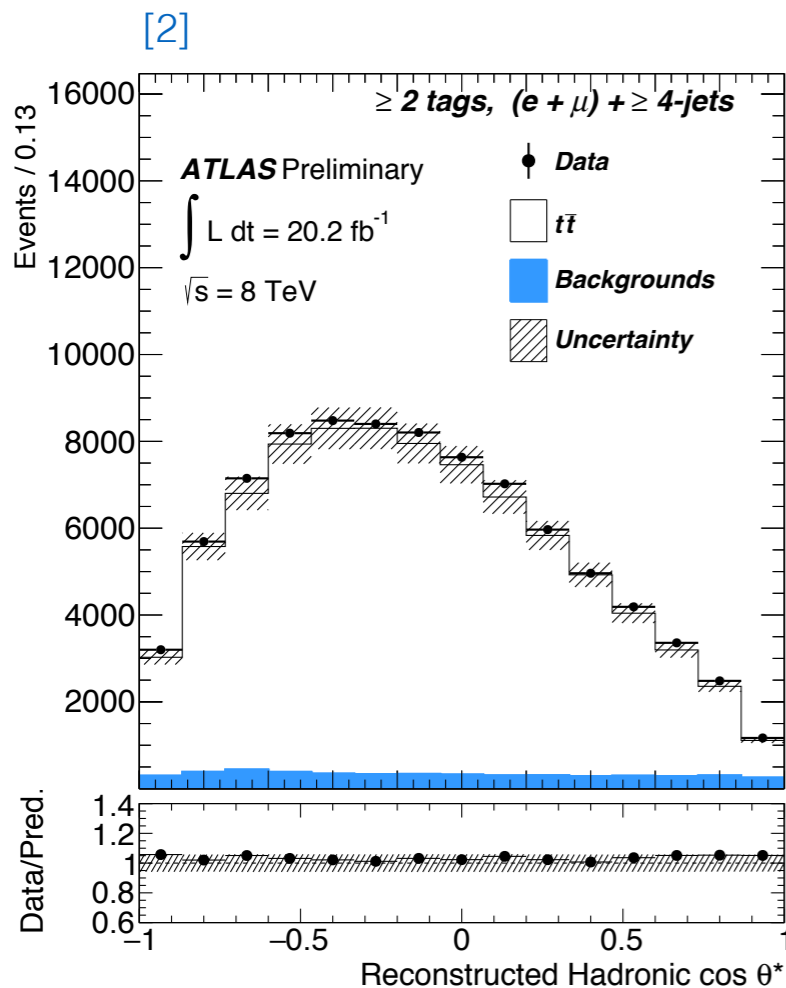 [2]
≥ 2 tags, (e + μ) + ≥ 4-jets
ATLAS Preliminary
∫ L dt = 20.2 fb⁻¹
√s = 8 TeV
Data
tt̄
Backgrounds
Uncertainty
Events / 0.13
16000
14000
12000
10000
8000
6000
4000
2000
Data/Pred.
1.4
1.2
1
0.8
0.6
−1 −0.5 0 0.5 1
Reconstructed Hadronic cos θ*